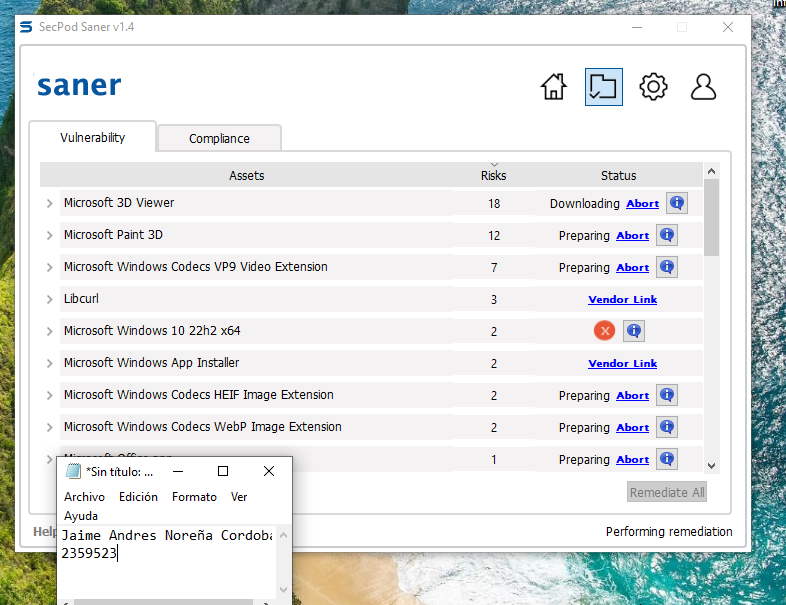 SecPod Saner v1.4
saner
Vulnerability
Compliance
Assets Risks Status
Microsoft 3D Viewer 18 Downloading Abort
Microsoft Paint 3D 12 Preparing Abort
Microsoft Windows Codecs VP9 Video Extension 7 Preparing Abort
Libcurl 3 Vendor Link
Microsoft Windows 10 22h2 x64 2
Microsoft Windows App Installer 2 Vendor Link
Microsoft Windows Codecs HEIF Image Extension 2 Preparing Abort
Microsoft Windows Codecs WebP Image Extension 2 Preparing Abort
Microsoft Office app 1 Preparing Abort
Remediate All
Help
Performing remediation
*Sin título: ...
Archivo Edición Formato Ver
Ayuda
Jaime Andres Noreña Cordoba
2359523